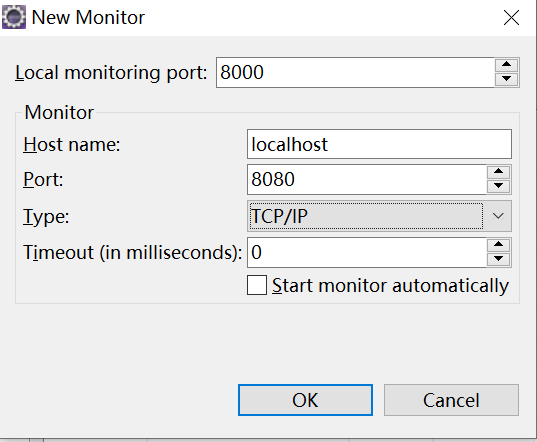 New Monitor
Local monitoring port: 8000
Monitor
Host name: localhost
Port: 8080
Type: TCP/IP
Timeout (in milliseconds): 0
Start monitor automatically
OK Cancel